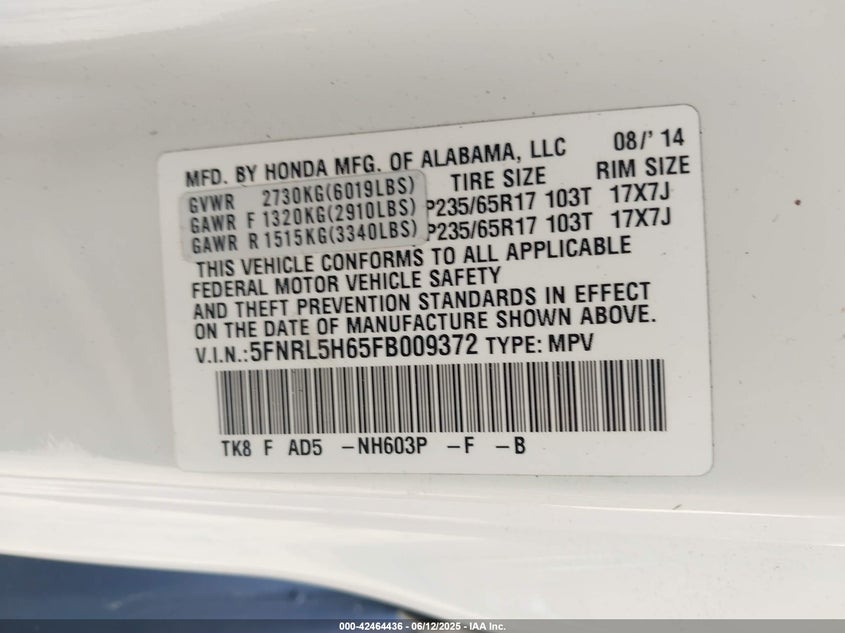 MFD. BY HONDA MFG. OF ALABAMA, LLC 08/' 14
GVWR 2730KG(6019LBS) TIRE SIZE RIM SIZE
GAWR F 1320KG(2910LBS) P235/65R17 103T 17X7J
GAWR R 1515KG(3340LBS) P235/65R17 103T 17X7J
THIS VEHICLE CONFORMS TO ALL APPLICABLE
FEDERAL MOTOR VEHICLE SAFETY
AND THEFT PREVENTION STANDARDS IN EFFECT
ON THE DATE OF MANUFACTURE SHOWN ABOVE.
V.I.N.:5FNRL5H65FB009372 TYPE: MPV
TK8 F AD5 -NH603P -F -B
000-42464436 - 06/12/2025 - IAA Inc.